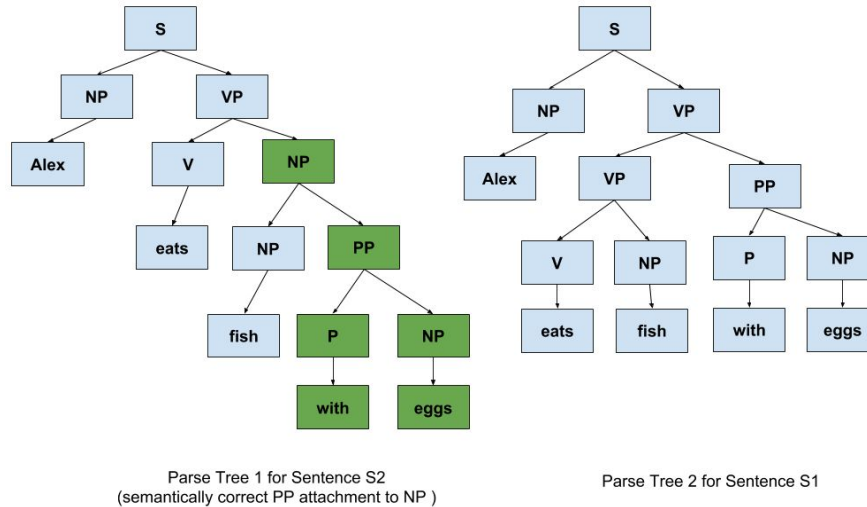 S
NP VP
Alex V NP
eats NP PP
fish P NP
with eggs
Parse Tree 1 for Sentence S2
(semantically correct PP attachment to NP )
S
NP VP
Alex VP PP
V NP P NP
eats fish with eggs
Parse Tree 2 for Sentence S1